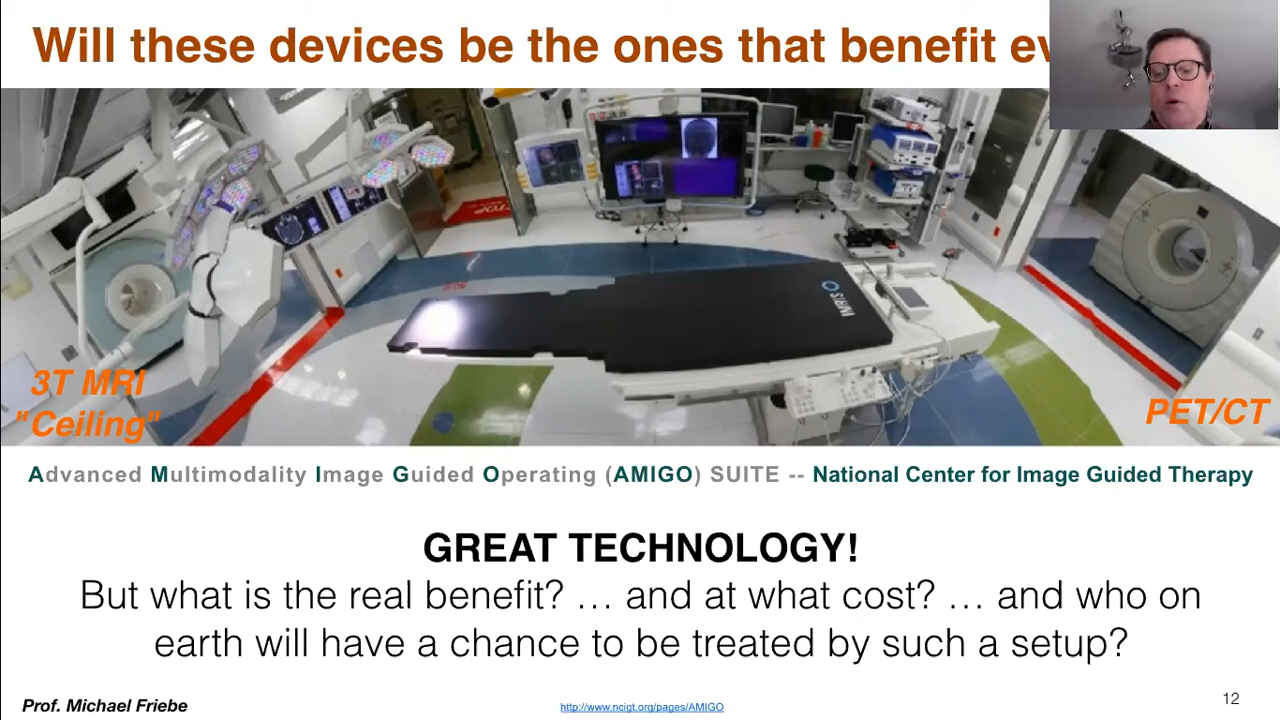 Will these devices be the ones that benefit ev
STOP
IMRIS
3T MRI
"Ceiling"
PET/CT
Advanced Multimodality Image Guided Operating (AMIGO) SUITE -- National Center for Image Guided Therapy
GREAT TECHNOLOGY!
But what is the real benefit? … and at what cost? … and who on
earth will have a chance to be treated by such a setup?
Prof. Michael Friebe
http://www.ncigt.org/pages/AMIGO
12